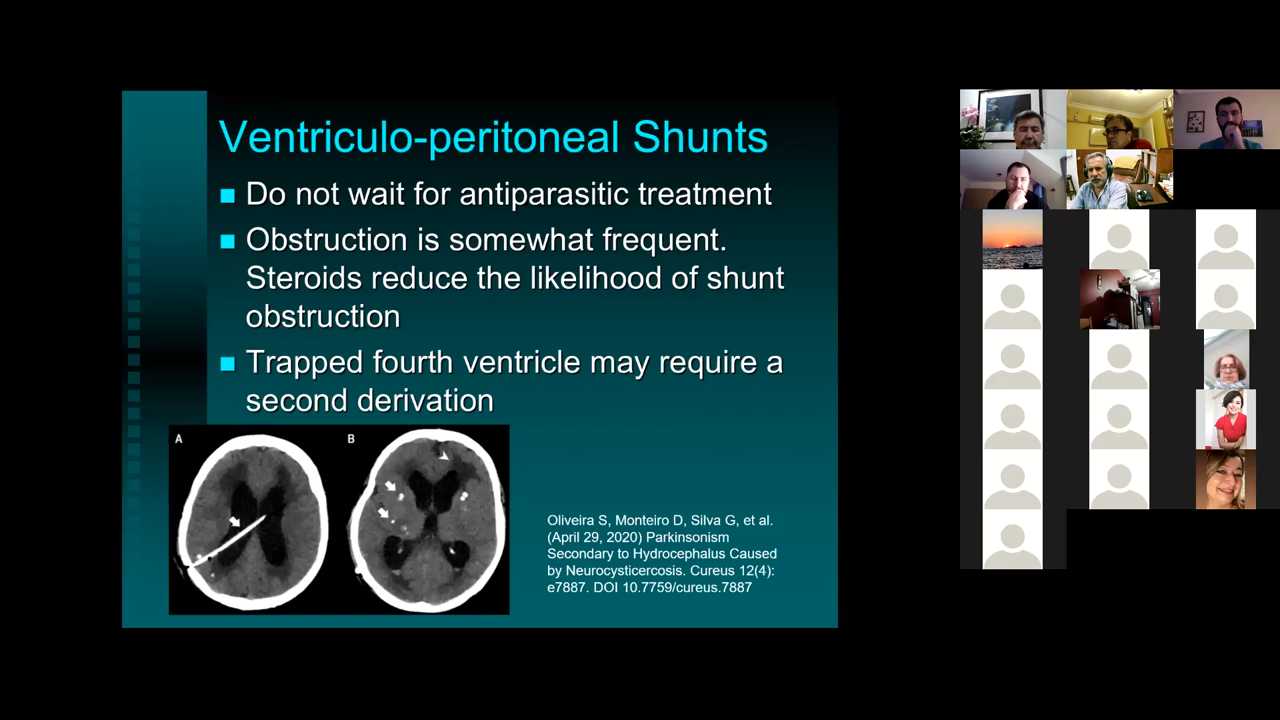 Ventriculo-peritoneal Shunts
Do not wait for antiparasitic treatment
Obstruction is somewhat frequent.
Steroids reduce the likelihood of shunt
obstruction
Trapped fourth ventricle may require a
second derivation
A
B
Oliveira S, Monteiro D, Silva G, et al.
(April 29, 2020) Parkinsonism
Secondary to Hydrocephalus Caused
by Neurocysticercosis. Cureus 12(4):
e7887. DOI 10.7759/cureus.7887